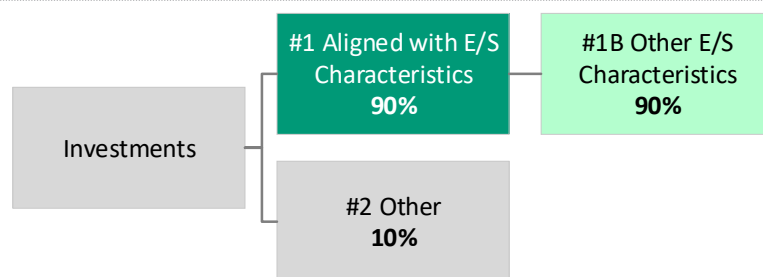 Investments
#1 Aligned with E/S
Characteristics
90%
#1B Other E/S
Characteristics
90%
#2 Other
10%